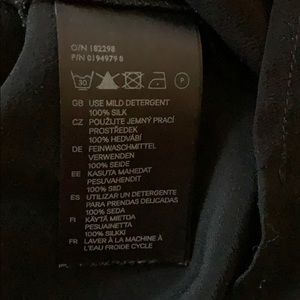 O/N 182298
P/N 0194979 8
30 P
GB USE MILD DETERGENT
100% SILK
CZ POUŽIJTE JEMNÝ PRACÍ
PROSTŘEDEK
100% HEDVÁBÍ
DE FEINWASCHMITTEL
VERWENDEN
100% SEIDE
EE KASUTA MAHEDAT
PESUVAHENDIT
100% SIID
ES UTILIZAR UN DETERGENTE
PARA PRENDAS DELICADAS
100% SEDA
FI KÄYTÄ MIETOA
PESUAINETTA
100% SILKKI
FR LAVER À LA MACHINE À
L'EAU FROIDE CYCLE